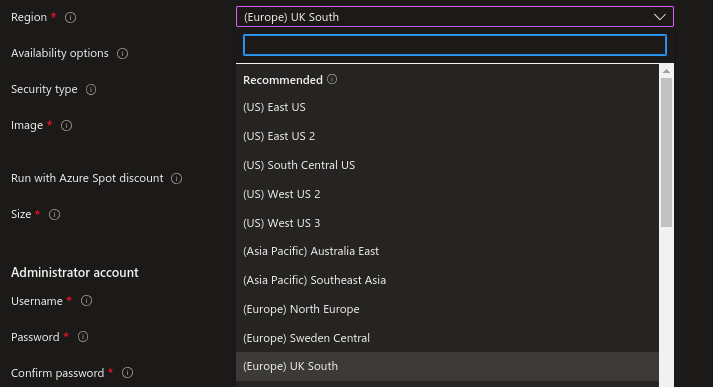 Region *
(Europe) UK South
Availability options
Security type
Image *
Run with Azure Spot discount
Size *
Administrator account
Username *
Password *
Confirm password *
Recommended
(US) East US
(US) East US 2
(US) South Central US
(US) West US 2
(US) West US 3
(Asia Pacific) Australia East
(Asia Pacific) Southeast Asia
(Europe) North Europe
(Europe) Sweden Central
(Europe) UK South